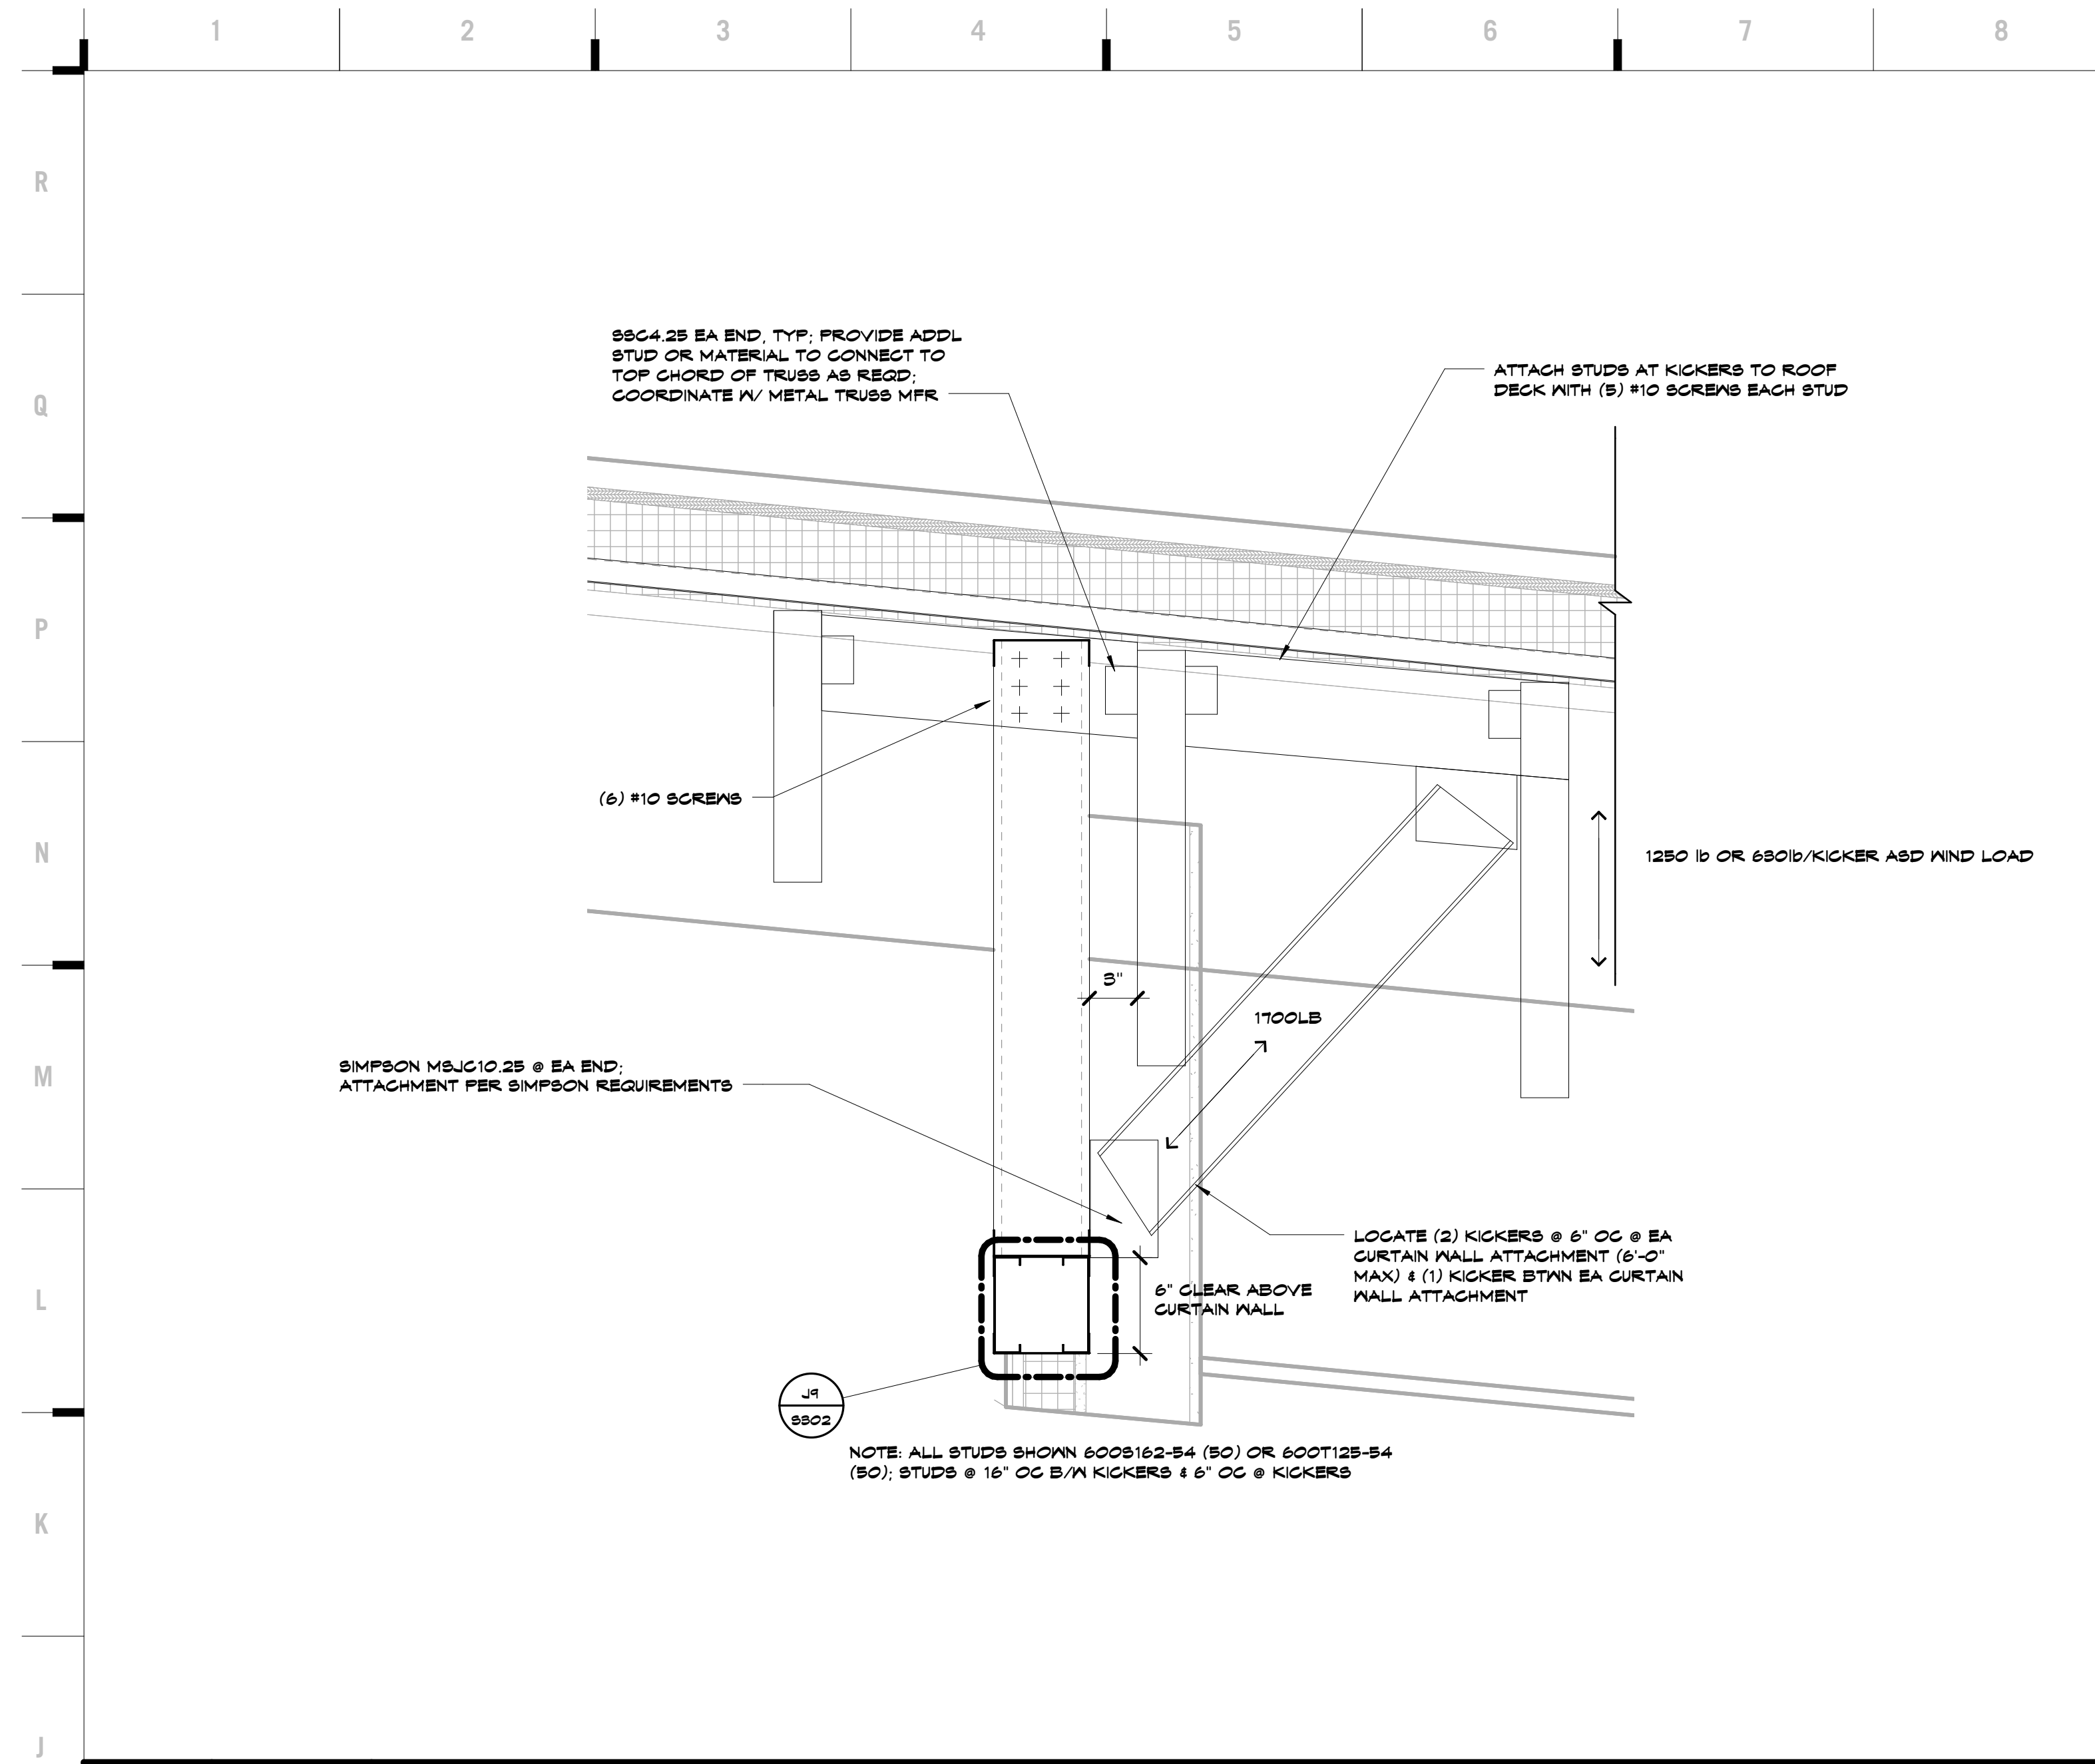 1 2 3 4 5 6 7 8
R
Q
P
N
M
L
K
J
SSC4.25 EA END, TYP; PROVIDE ADDL
STUD OR MATERIAL TO CONNECT TO
TOP CHORD OF TRUSS AS REQD;
COORDINATE W/ METAL TRUSS MFR
ATTACH STUDS AT KICKERS TO ROOF
DECK WITH (5) #10 SCREWS EACH STUD
(6) #10 SCREWS
1250 lb OR 630lb/KICKER ASD WIND LOAD
3"
1700LB
SIMPSON MSJC10.25 @ EA END;
ATTACHMENT PER SIMPSON REQUIREMENTS
LOCATE (2) KICKERS @ 6" OC @ EA
CURTAIN WALL ATTACHMENT (6'-0"
MAX) & (1) KICKER BTWN EA CURTAIN
WALL ATTACHMENT
6" CLEAR ABOVE
CURTAIN WALL
J9
S302
NOTE: ALL STUDS SHOWN 600S162-54 (50) OR 600T125-54
(50); STUDS @ 16" OC B/W KICKERS & 6" OC @ KICKERS